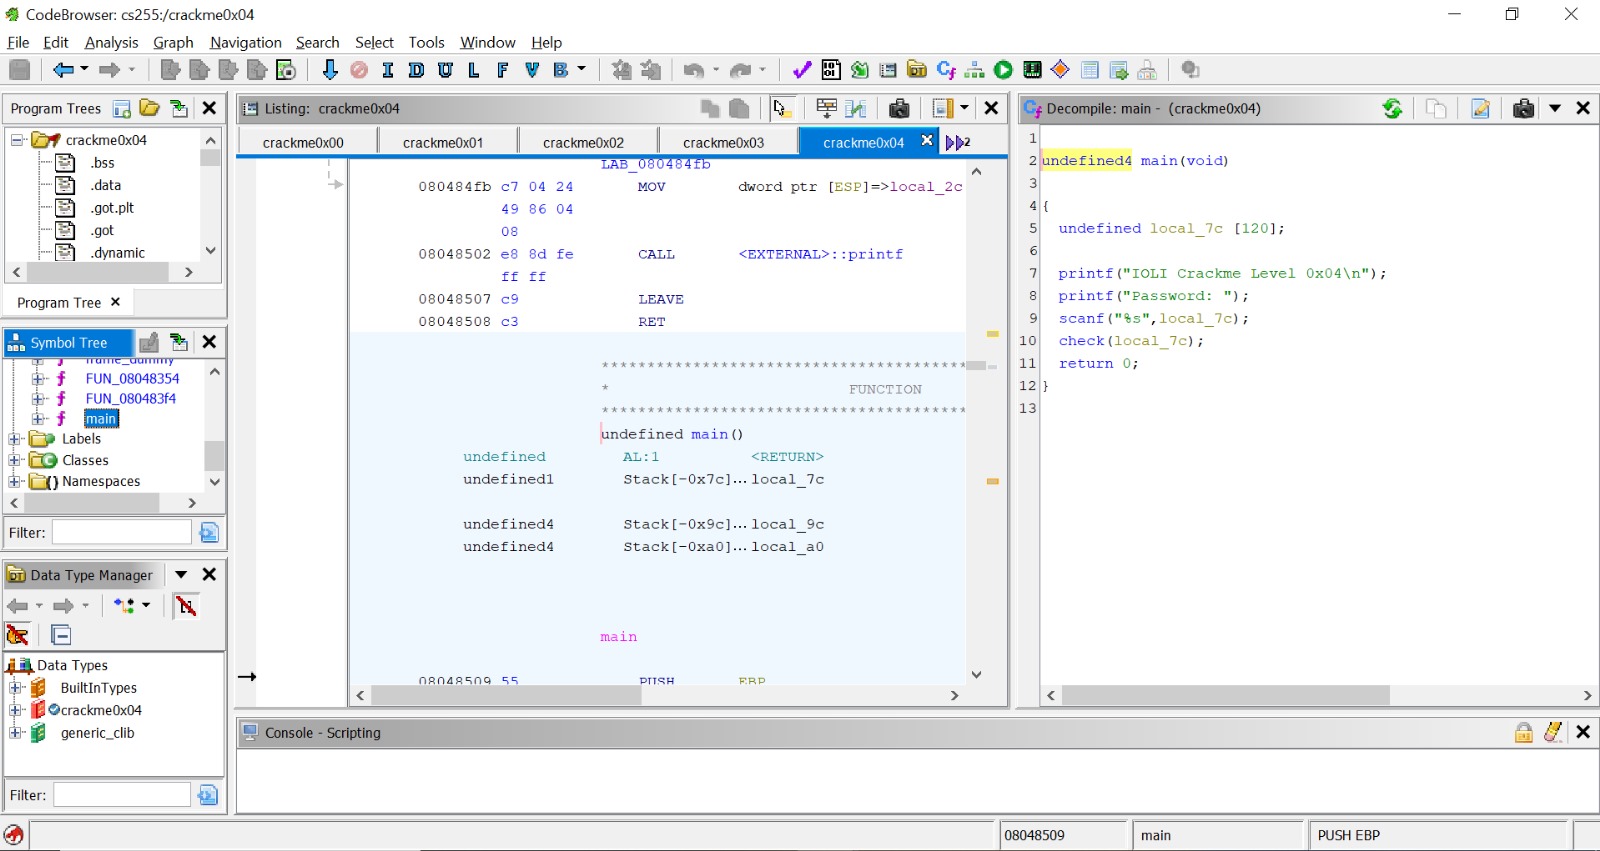 CodeBrowser: cs255:/crackme0x04
File Edit Analysis Graph Navigation Search Select Tools Window Help
I D U L F V B
Program Trees
crackme0x04
.bss
.data
.got.plt
.got
.dynamic
Program Tree
Symbol Tree
frame_dummy
FUN_08048354
FUN_080483f4
main
Labels
Classes
Namespaces
Filter:
Data Type Manager
Data Types
BuiltInTypes
crackme0x04
generic_clib
Filter:
Listing: crackme0x04
crackme0x00 crackme0x01 crackme0x02 crackme0x03 crackme0x04 2
LAB_080484fb
080484fb c7 04 24 MOV dword ptr [ESP]=>local_2c
49 86 04
08
08048502 e8 8d fe CALL <EXTERNAL>::printf
ff ff
08048507 c9 LEAVE
08048508 c3 RET
****************************************
* FUNCTION
****************************************
undefined main()
undefined AL:1 <RETURN>
undefined1 Stack[-0x7c]... local_7c
undefined4 Stack[-0x9c]... local_9c
undefined4 Stack[-0xa0]... local_a0
main
08048509 55 PUSH EBP
Decompile: main - (crackme0x04)
1
2 undefined4 main(void)
3
4 {
5 undefined local_7c [120];
6
7 printf("IOLI Crackme Level 0x04\n");
8 printf("Password: ");
9 scanf("%s",local_7c);
10 check(local_7c);
11 return 0;
12 }
13
Console - Scripting
08048509 main PUSH EBP